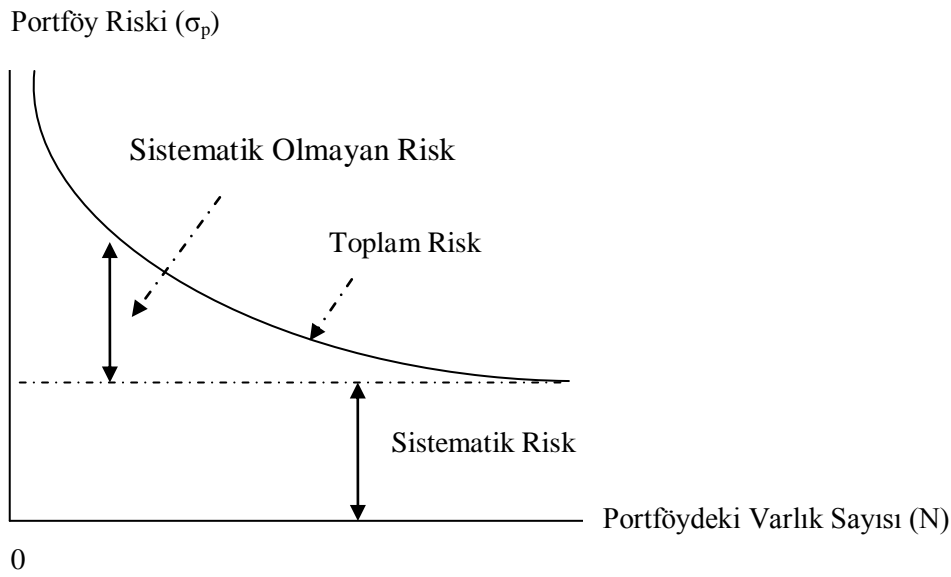 Portföy Riski (σₚ)
Sistematik Olmayan Risk
Toplam Risk
Sistematik Risk
Portföydeki Varlık Sayısı (N)
0